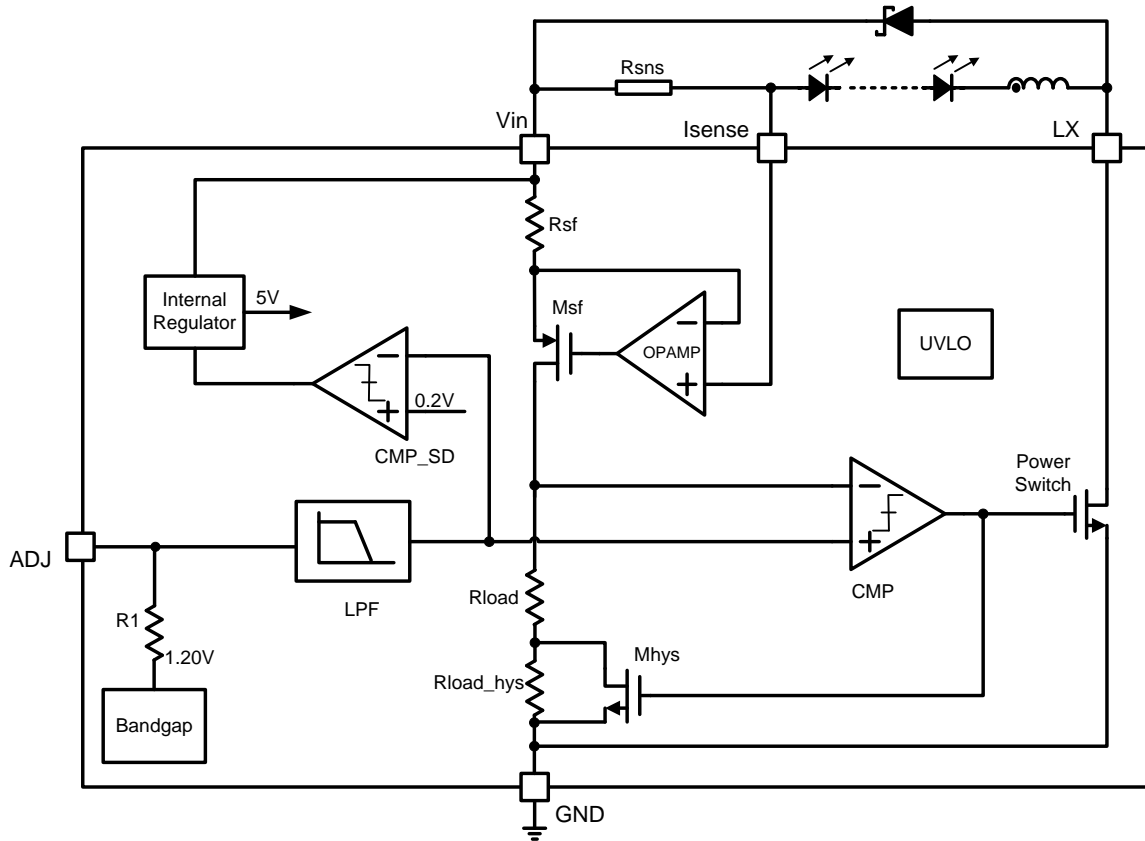 Rsns
Vin
Isense
LX
Rsf
Internal
Regulator
5V
Msf
OPAMP
UVLO
0.2V
CMP_SD
Power
Switch
ADJ
LPF
CMP
Rload
R1
1.20V
Mhys
Rload_hys
Bandgap
GND